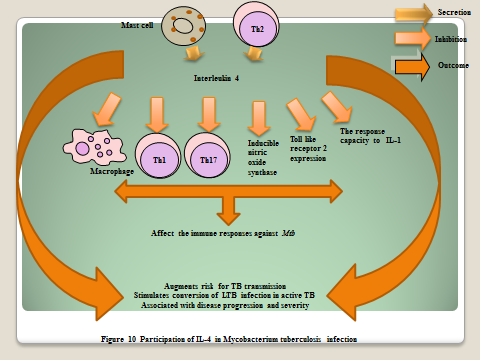 Mast cell
Th2
Secretion
Inhibition
Outcome
Interleukin 4
Macrophage
Th1
Th17
Inducible
nitric
oxide
synthase
Toll like
receptor 2
expression
The response
capacity to IL-1
Affect the immune responses against Mtb
Augments risk for TB transmission
Stimulates conversion of LTB infection in active TB
Associated with disease progression and severity
Figure 10 Participation of IL-4 in Mycobacterium tuberculosis infection